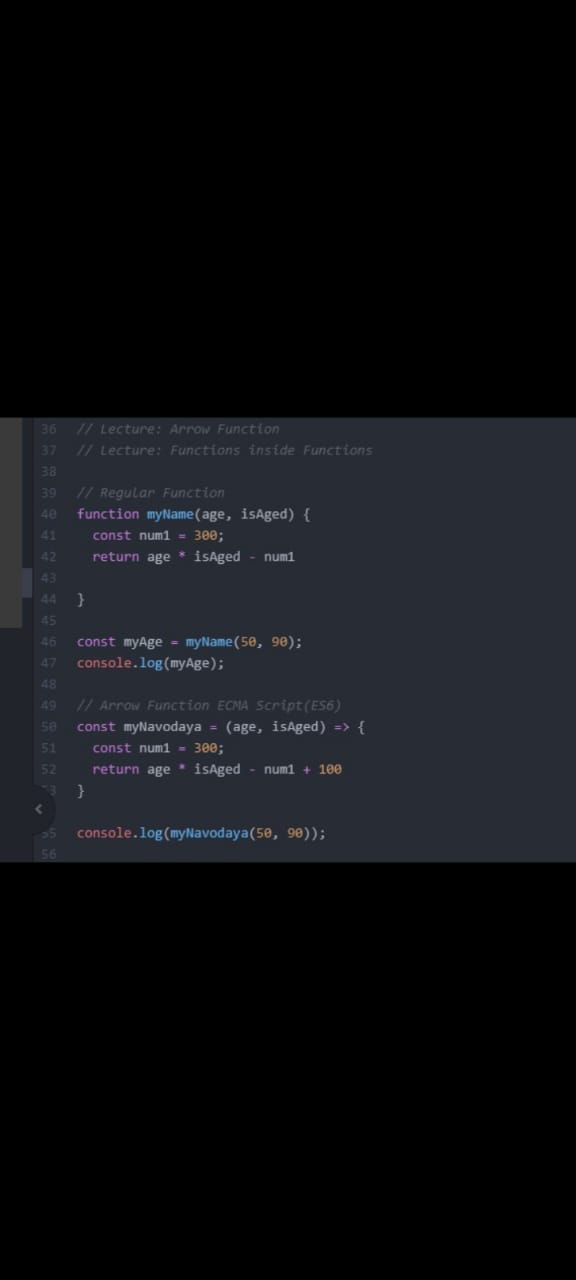 36 // Lecture: Arrow Function
37 // Lecture: Functions inside Functions
38
39 // Regular Function
40 function myName(age, isAged) {
41   const num1 = 300;
42   return age * isAged - num1
43
44 }
45
46 const myAge = myName(50, 90);
47 console.log(myAge);
48
49 // Arrow Function ECMA Script(ES6)
50 const myNavodaya = (age, isAged) => {
51   const num1 = 300;
52   return age * isAged - num1 + 100
53 }
55 console.log(myNavodaya(50, 90));
56